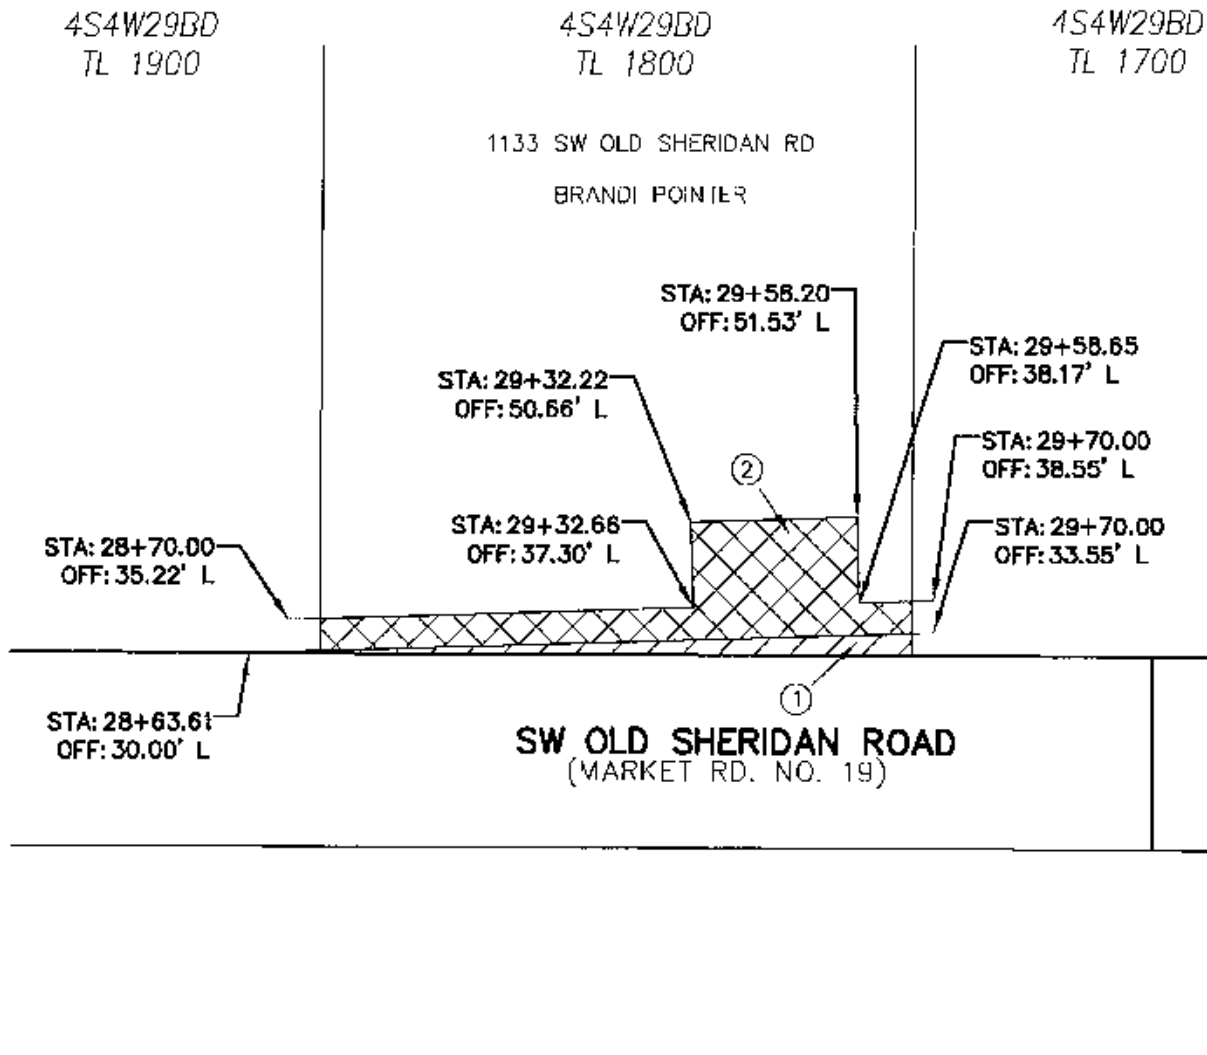 4S4W29BD
TL 1900
4S4W29BD
TL 1800
4S4W29BD
TL 1700
1133 SW OLD SHERIDAN RD
BRANDI POINTER
STA: 29+58.20
OFF: 51.53' L
STA: 29+58.65
OFF: 38.17' L
STA: 29+32.22
OFF: 50.66' L
STA: 29+70.00
OFF: 38.55' L
2
STA: 29+32.66
OFF: 37.30' L
STA: 29+70.00
OFF: 33.55' L
STA: 28+70.00
OFF: 35.22' L
1
STA: 28+63.61
OFF: 30.00' L
SW OLD SHERIDAN ROAD
(MARKET RD. NO. 19)